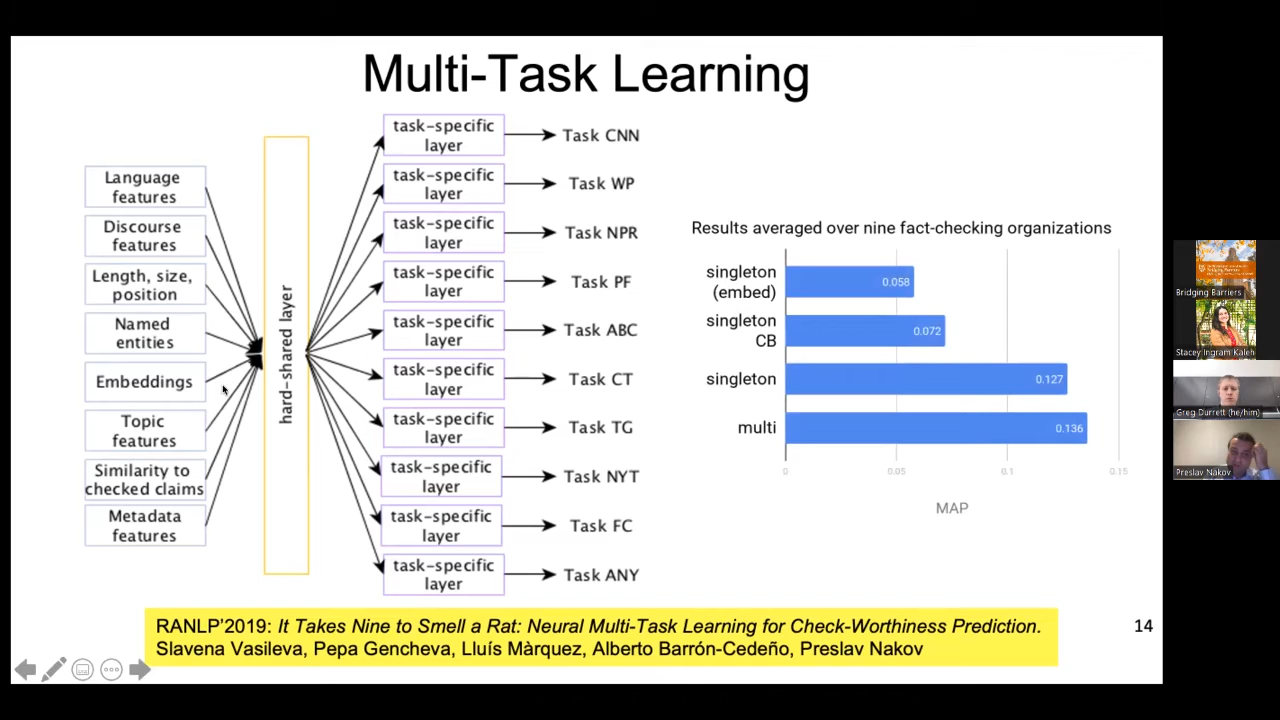 Multi-Task Learning
Language
features
Discourse
features
Length, size,
position
Named
entities
Embeddings
Topic
features
Similarity to
checked claims
Metadata
features
hard-shared layer
task-specific
layer
Task CNN
task-specific
layer
Task WP
task-specific
layer
Task NPR
task-specific
layer
Task PF
task-specific
layer
Task ABC
task-specific
layer
Task CT
task-specific
layer
Task TG
task-specific
layer
Task NYT
task-specific
layer
Task FC
task-specific
layer
Task ANY
Results averaged over nine fact-checking organizations
singleton
(embed)
0.058
singleton
CB
0.072
singleton
0.127
multi
0.136
0
0.05
0.1
0.15
MAP
RANLP'2019: It Takes Nine to Smell a Rat: Neural Multi-Task Learning for Check-Worthiness Prediction.
Slavena Vasileva, Pepa Gencheva, Lluís Màrquez, Alberto Barrón-Cedeño, Preslav Nakov
14
Bridging Barriers
Stacey Ingram Kaleh
Greg Durrett (he/him)
Preslav Nakov